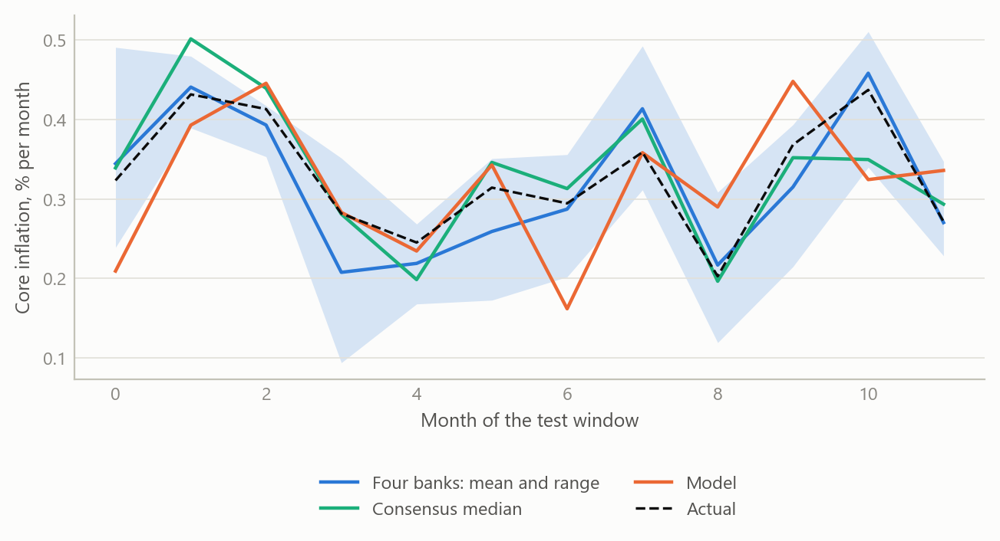 0.5
0.4
0.3
0.2
0.1
Core inflation, % per month
0 2 4 6 8 10
Month of the test window
Four banks: mean and range
Model
Consensus median
Actual